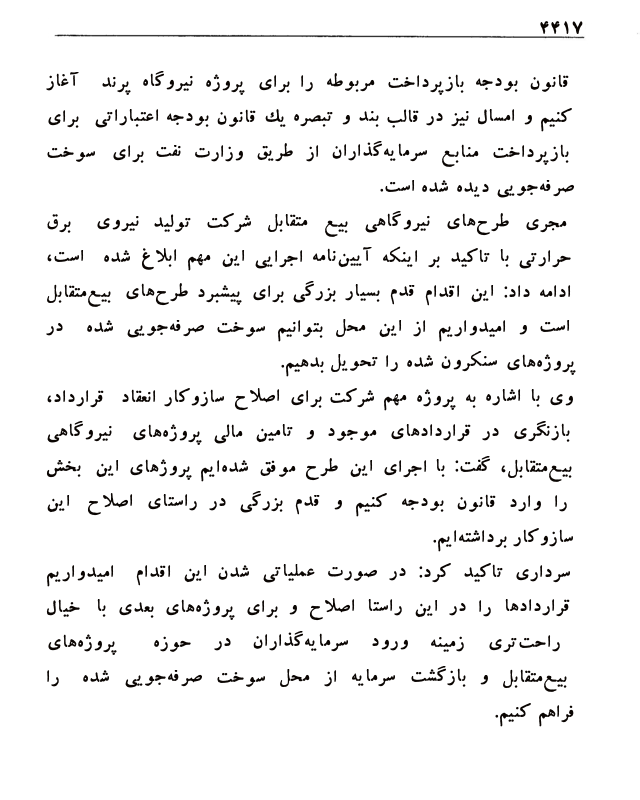 ۴۴۱۷
قانون بودجه بازپرداخت مربوطه را برای پروژه نیروگاه پرند آغاز
کنیم و امسال نیز در قالب بند و تبصره یك قانون بودجه اعتباراتی برای
بازپرداخت منابع سرمایه‌گذاران از طریق وزارت نفت برای سوخت
صرفه‌جویی دیده شده است.
مجری طرح‌های نیروگاهی بیع متقابل شرکت تولید نیروی برق
حرارتی با تاکید بر اینکه آیین‌نامه اجرایی این مهم ابلاغ شده است،
ادامه داد: این اقدام قدم بسیار بزرگی برای پیشبرد طرح‌های بیع‌متقابل
است و امیدواریم از این محل بتوانیم سوخت صرفه‌جویی شده در
پروژه‌های سنکرون شده را تحویل بدهیم.
وی با اشاره به پروژه مهم شرکت برای اصلاح سازوکار انعقاد قرارداد،
بازنگری در قراردادهای موجود و تامین مالی پروژه‌های نیروگاهی
بیع‌متقابل، گفت: با اجرای این طرح موفق شده‌ایم پروژهای این بخش
را وارد قانون بودجه کنیم و قدم بزرگی در راستای اصلاح این
سازوکار برداشته‌ایم.
سرداری تاکید کرد: در صورت عملیاتی شدن این اقدام امیدواریم
قراردادها را در این راستا اصلاح و برای پروژه‌های بعدی با خیال
راحت‌تری زمینه ورود سرمایه‌گذاران در حوزه پروژه‌های
بیع‌متقابل و بازگشت سرمایه از محل سوخت صرفه‌جویی شده را
فراهم کنیم.